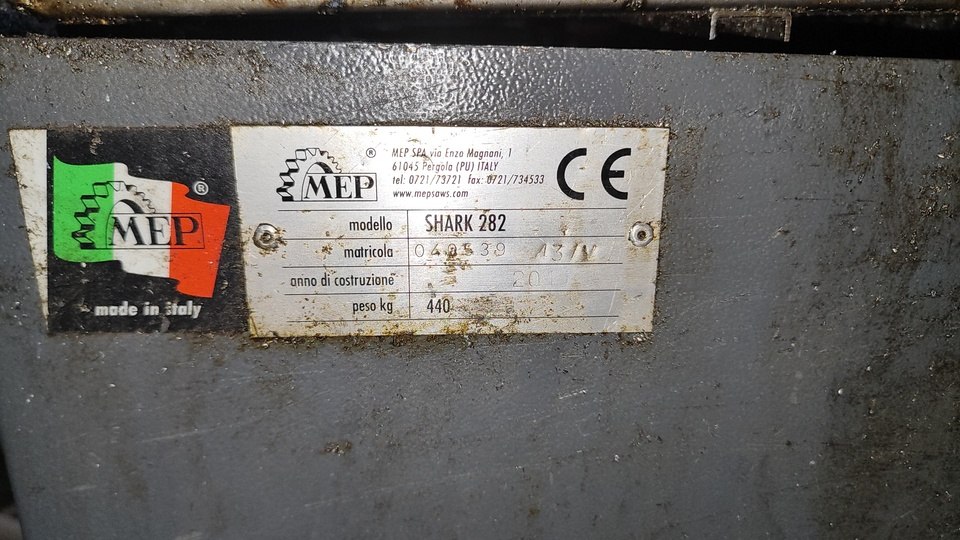 MEP®
made in italy
MEP®
MEP SPA via Enzo Magnani, 1
61045 Pergola (PU) ITALY
tel: 0721/73721 fax: 0721/734533
www.mepsaws.com
CE
modello SHARK 282
matricola
anno di costruzione 20
peso kg 440